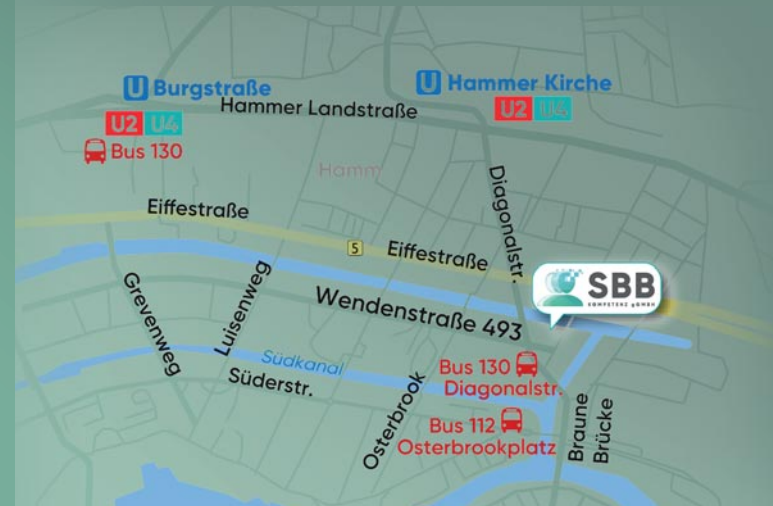 U Burgstraße
U2 U4
Bus 130
U Hammer Kirche
U2 U4
Hammer Landstraße
Hamm
Diagonalstr.
Eiffestraße
5
Eiffestraße
SBB
KOMPETENZ gGMBH
Grevenweg
Luisenweg
Wendenstraße 493
Südkanal
Süderstr.
Osterbrook
Bus 130
Diagonalstr.
Bus 112
Osterbrookplatz
Braune
Brücke